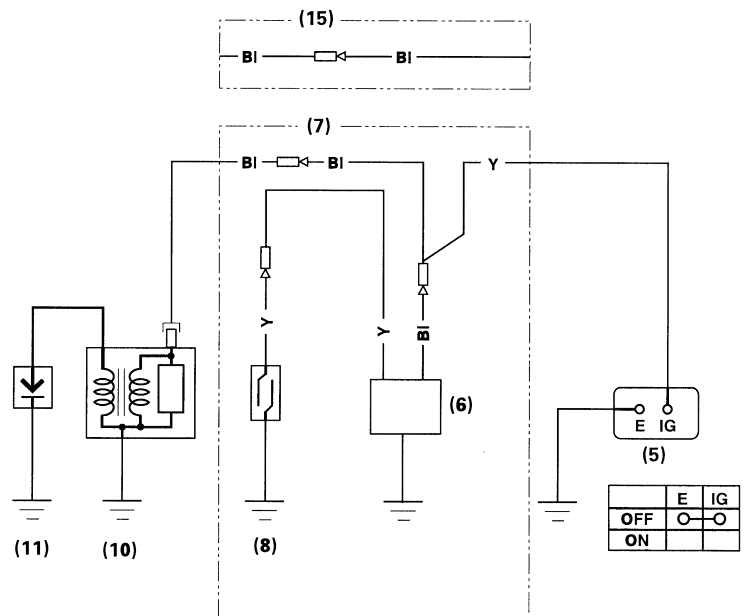 (15)
Bl Bl
(7)
Bl Bl Y
Y Y Bl
(6)
E IG
(5)
E IG
OFF
ON
(11) (10) (8)